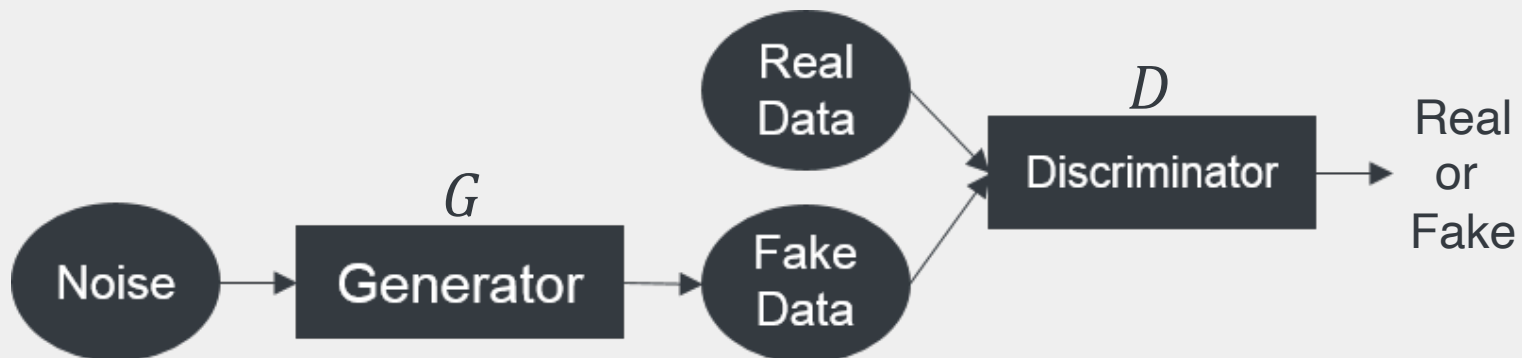 Noise
G
Generator
Real
Data
Fake
Data
D
Discriminator
Real
or
Fake